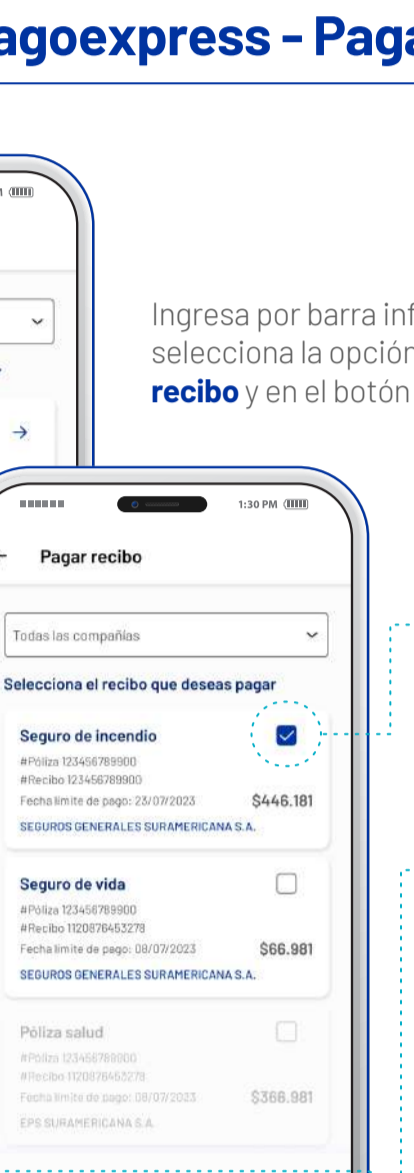 agoexpress - Paga
Ingresa por barra inf
selecciona la opción
recibo y en el botón
1:30 PM
Pagar recibo
Todas las compañías
Selecciona el recibo que deseas pagar
Seguro de incendio
#Póliza 123456789900
#Recibo 123456789900
Fecha límite de pago: 23/07/2023 $446.181
SEGUROS GENERALES SURAMERICANA S.A.
Seguro de vida
#Póliza 123456789900
#Recibo 1120876453278
Fecha límite de pago: 08/07/2023 $66.981
SEGUROS GENERALES SURAMERICANA S.A.
Póliza salud
#Póliza 123456789000
#Recibo 1120876453278
Fecha límite de pago: 08/07/2023 $366.981
EPS SURAMERICANA S.A.